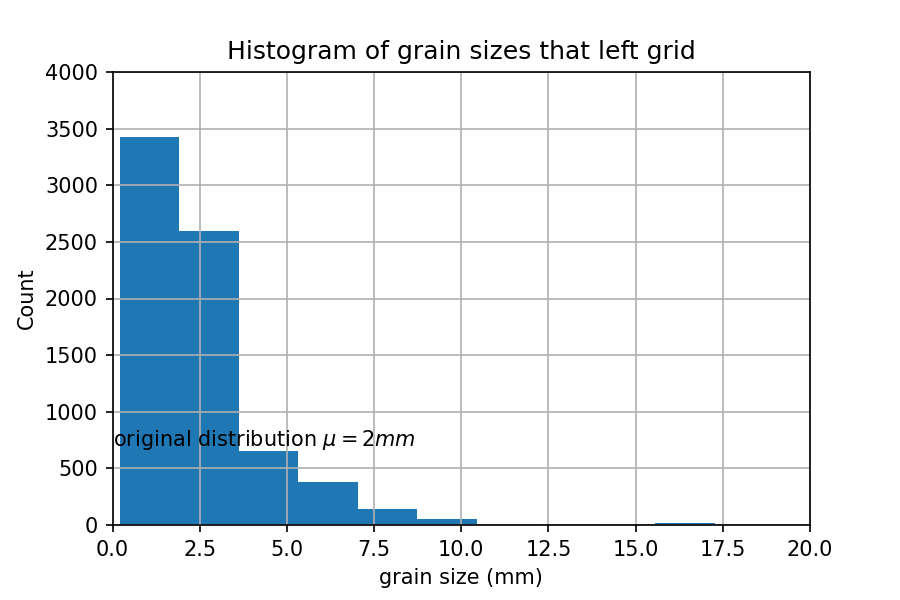 Histogram of grain sizes that left grid
4000
3500
3000
2500
2000
1500
1000
500
0
Count
original distribution μ = 2mm
0.0 2.5 5.0 7.5 10.0 12.5 15.0 17.5 20.0
grain size (mm)